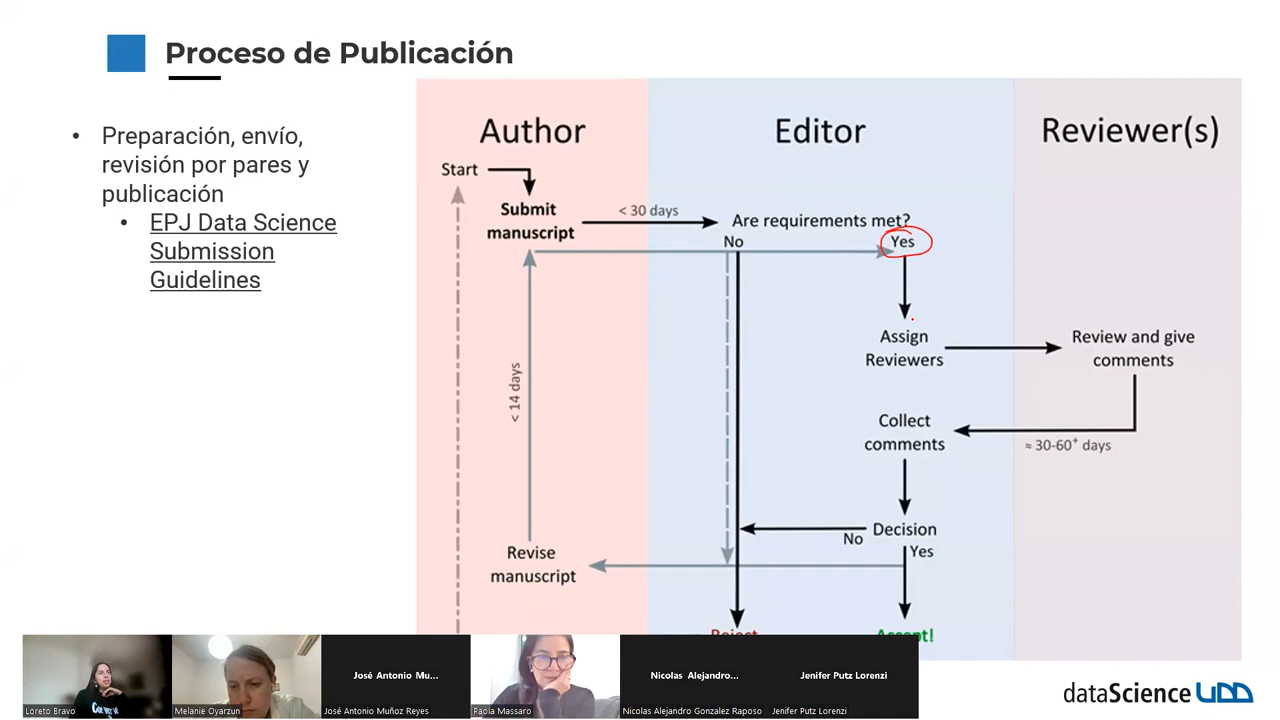 Proceso de Publicación
• Preparación, envío,
revisión por pares y
publicación
• EPJ Data Science
Submission
Guidelines
Author
Editor
Reviewer(s)
Start
Submit
manuscript
< 30 days
Are requirements met?
No
Yes
Assign
Reviewers
Review and give
comments
< 14 days
Collect
comments
≈ 30-60+ days
Decision
No
Yes
Revise
manuscript
Reject
Accept!
José Antonio Mu...
Nicolas Alejandro...
Jenifer Putz Lorenzi
Loreto Bravo
Melanie Oyarzun
José Antonio Muñoz Reyes
Paola Massaro
Nicolas Alejandro Gonzalez Raposo
Jenifer Putz Lorenzi
dataScience UDD